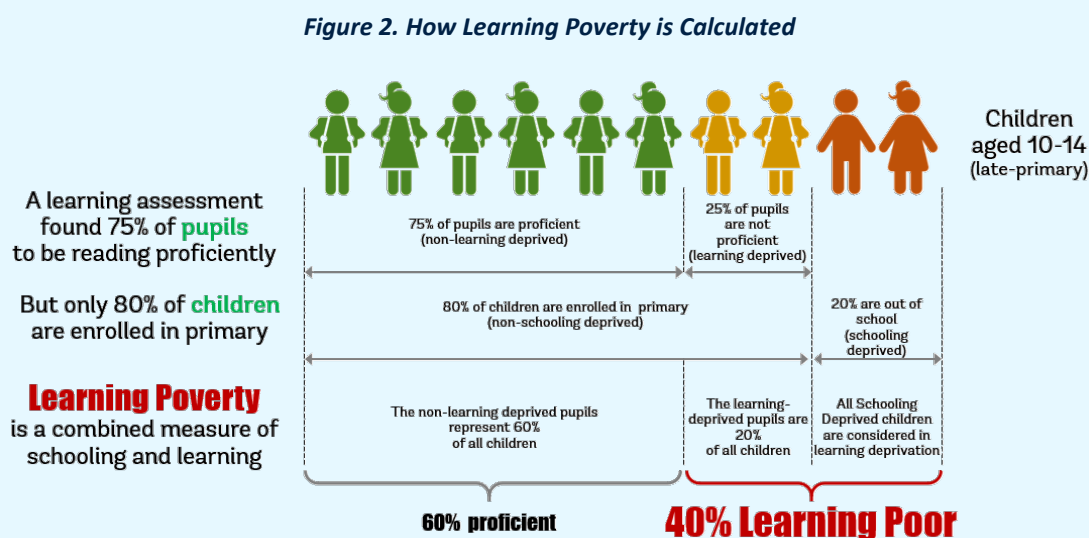 Figure 2. How Learning Poverty is Calculated
Children
aged 10-14
(late-primary)
A learning assessment
found 75% of pupils
to be reading proficiently
75% of pupils are proficient
(non-learning deprived)
25% of pupils
are not
proficient
(learning deprived)
But only 80% of children
are enrolled in primary
80% of children are enrolled in primary
(non-schooling deprived)
20% are out of
school
(schooling
deprived)
Learning Poverty
is a combined measure of
schooling and learning
The non-learning deprived pupils
represent 60%
of all children
The learning-
deprived pupils are
20%
of all children
All Schooling
Deprived children
are considered in
learning deprivation
60% proficient
40% Learning Poor